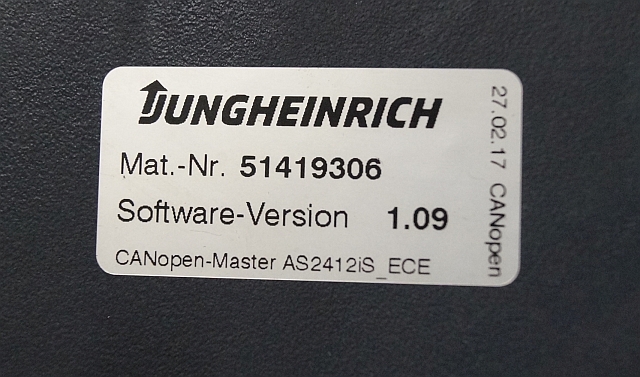 JUNGHEINRICH
Mat.-Nr. 51419306
Software-Version 1.09
CANopen-Master AS2412iS_ECE
27.02.17 CANopen